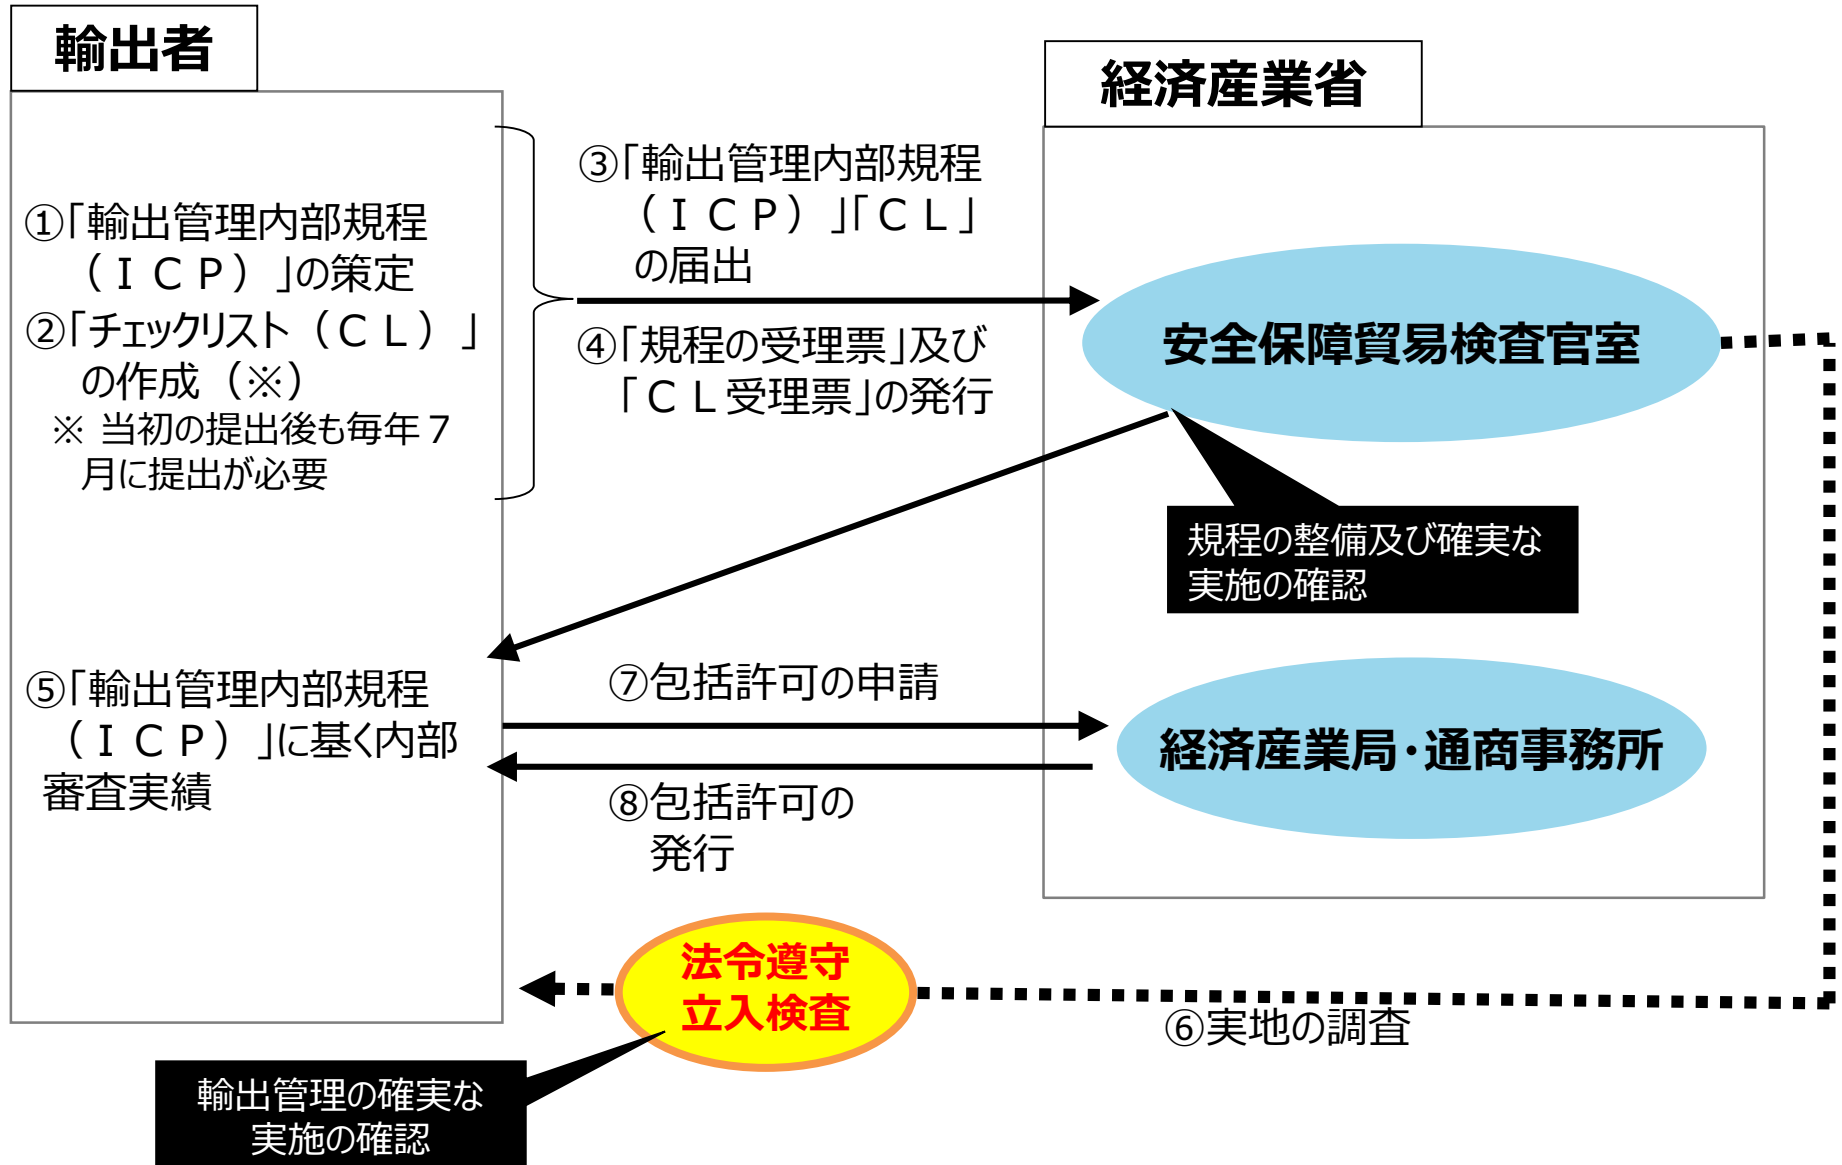 輸出者
経済産業省
①「輸出管理内部規程
（ＩＣＰ）」の策定
②「チェックリスト（ＣＬ）」
の作成（※）
※ 当初の提出後も毎年７
月に提出が必要
③「輸出管理内部規程
（ＩＣＰ）」「ＣＬ」
の届出
④「規程の受理票」及び
「ＣＬ受理票」の発行
安全保障貿易検査官室
規程の整備及び確実な
実施の確認
⑤「輸出管理内部規程
（ＩＣＰ）」に基く内部
審査実績
⑦包括許可の申請
⑧包括許可の
発行
経済産業局・通商事務所
法令遵守
立入検査
⑥実地の調査
輸出管理の確実な
実施の確認